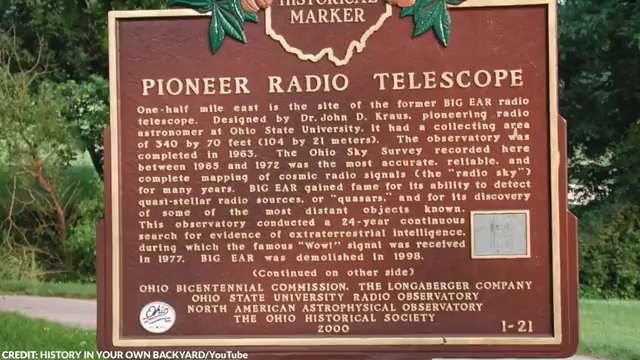 HISTORICAL
MARKER
PIONEER RADIO TELESCOPE
One-half mile east is the site of the former BIG EAR radio
telescope. Designed by Dr. John D. Kraus, pioneering radio
astronomer at Ohio State University, it had a collecting area
of 340 by 70 feet (104 by 21 meters). The observatory was
completed in 1963. The Ohio Sky Survey recorded here
between 1965 and 1972 was the most accurate, reliable, and
complete mapping of cosmic radio signals (the "radio sky")
for many years. BIG EAR gained fame for its ability to detect
quasi-stellar radio sources, or "quasars," and for its discovery
of some of the most distant objects known.
This observatory conducted a 24-year continuous
search for evidence of extraterrestrial intelligence,
during which the famous "Wow!" signal was received
in 1977. BIG EAR was demolished in 1998.
(Continued on other side)
OHIO BICENTENNIAL COMMISSION, THE LONGABERGER COMPANY
OHIO STATE UNIVERSITY RADIO OBSERVATORY
NORTH AMERICAN ASTROPHYSICAL OBSERVATORY
THE OHIO HISTORICAL SOCIETY
2000
1-21
Ohio
CREDIT: HISTORY IN YOUR OWN BACKYARD/YouTube